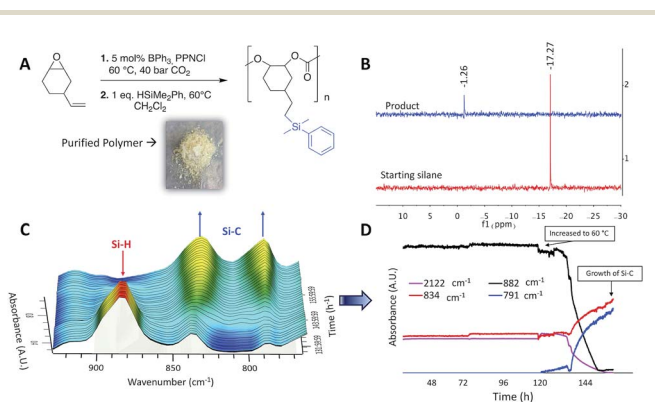 A
1. 5 mol% BPh3, PPNCl
60 °C, 40 bar CO2
2. 1 eq. HSiMe2Ph, 60°C
CH2Cl2
O
O
O
O
n
Si
Purified Polymer →
B
-1.26
-17.27
Product
Starting silane
-2
-1
10 5 0 -5 -10 -15 -20 -25 -30
f1 (ppm)
C
Si-H
Si-C
Absorbance (A.U.)
Time (h-1)
900 850 800
Wavenumber (cm-1)
D
Increased to 60 °C
Growth of Si-C
2122 cm-1 882 cm-1
834 cm-1 791 cm-1
Absorbance (A.U.)
48 72 96 120 144
Time (h)